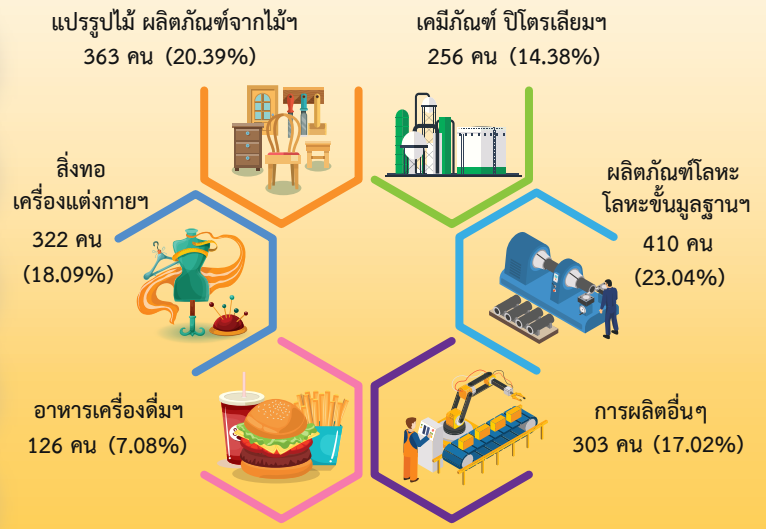 แปรรูปไม้ ผลิตภัณฑ์จากไม้ฯ
363 คน (20.39%)
เคมีภัณฑ์ ปิโตรเลียมฯ
256 คน (14.38%)
สิ่งทอ
เครื่องแต่งกายฯ
322 คน
(18.09%)
ผลิตภัณฑ์โลหะ
โลหะขั้นมูลฐานฯ
410 คน
(23.04%)
อาหารเครื่องดื่มฯ
126 คน (7.08%)
การผลิตอื่นๆ
303 คน (17.02%)